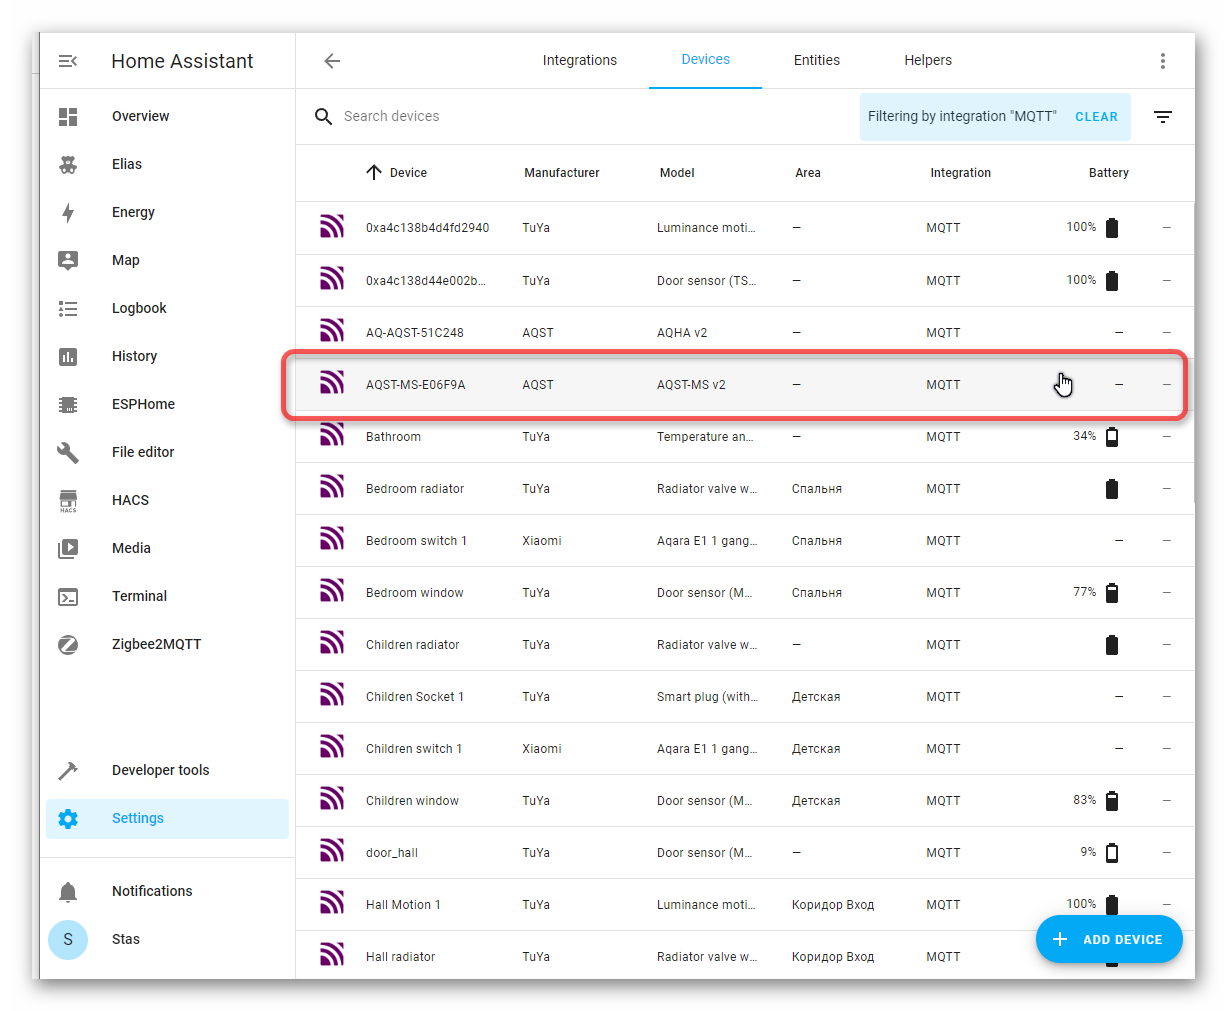 Home Assistant
Integrations Devices Entities Helpers
Overview
Elias
Energy
Map
Logbook
History
ESPHome
File editor
HACS
HACS
Media
Terminal
Zigbee2MQTT
Developer tools
Settings
Notifications
S Stas
Search devices Filtering by integration "MQTT" CLEAR
Device Manufacturer Model Area Integration Battery
0xa4c138b4d4fd2940 TuYa Luminance moti... – MQTT 100% –
0xa4c138d44e002b... TuYa Door sensor (TS... – MQTT 100% –
AQ-AQST-51C248 AQST AQHA v2 – MQTT – –
AQST-MS-E06F9A AQST AQST-MS v2 – MQTT – –
Bathroom TuYa Temperature an... – MQTT 34% –
Bedroom radiator TuYa Radiator valve w... Спальня MQTT –
Bedroom switch 1 Xiaomi Aqara E1 1 gang... Спальня MQTT – –
Bedroom window TuYa Door sensor (M... Спальня MQTT 77% –
Children radiator TuYa Radiator valve w... – MQTT –
Children Socket 1 TuYa Smart plug (with... Детская MQTT – –
Children switch 1 Xiaomi Aqara E1 1 gang... Детская MQTT – –
Children window TuYa Door sensor (M... Детская MQTT 83% –
door_hall TuYa Door sensor (M... – MQTT 9% –
Hall Motion 1 TuYa Luminance moti... Коридор Вход MQTT 100% –
Hall radiator TuYa Radiator valve w... Коридор Вход MQTT
ADD DEVICE